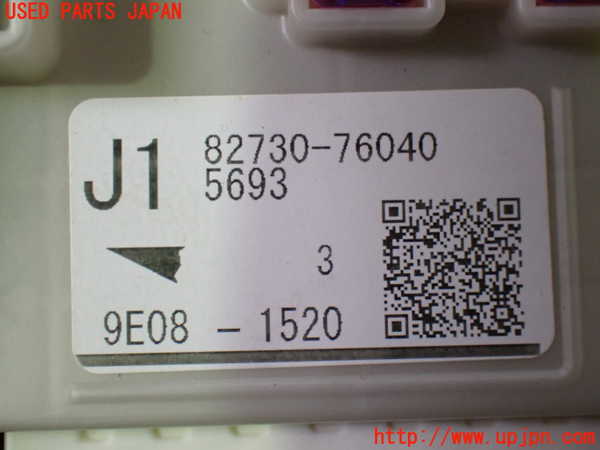 USED PARTS JAPAN
J1 82730-76040
5693
3
9E08 - 1520
http://www.upjpn.com/